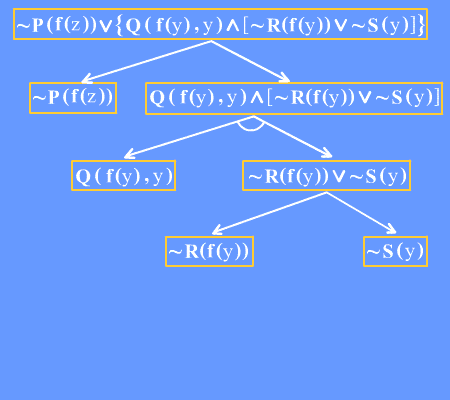 ~P(f(z))∨{Q(f(y),y)∧[~R(f(y))∨~S(y)]}
~P(f(z))
Q(f(y),y)∧[~R(f(y))∨~S(y)]
Q(f(y),y)
~R(f(y))∨~S(y)
~R(f(y))
~S(y)